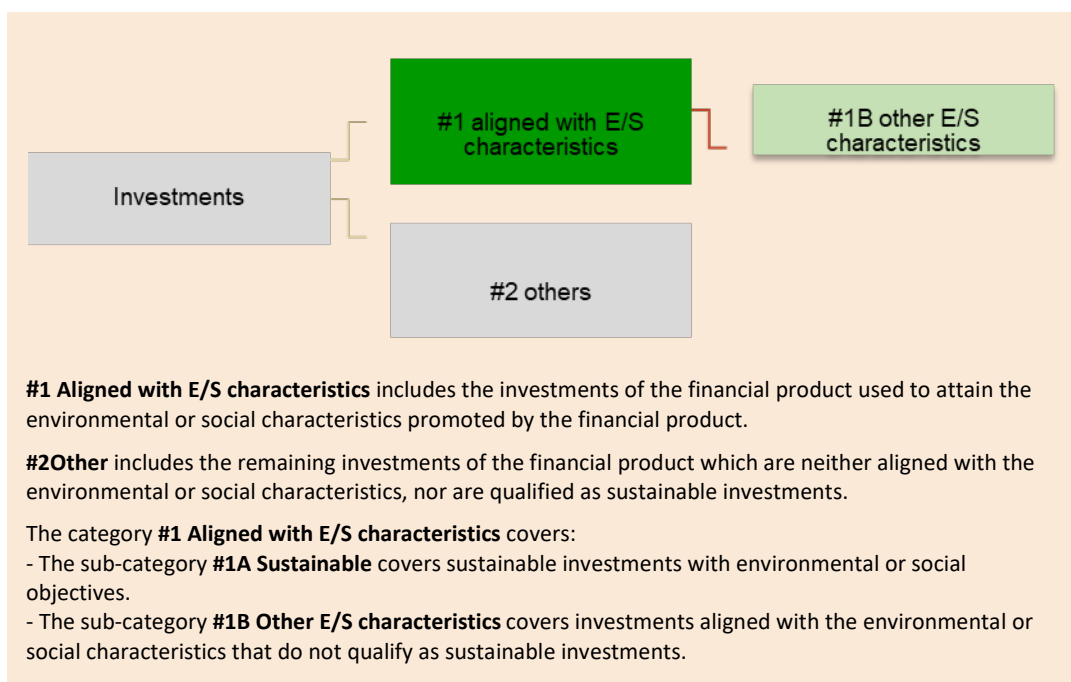 #1 aligned with E/S
characteristics
#1B other E/S
characteristics
Investments
#2 others
#1 Aligned with E/S characteristics includes the investments of the financial product used to attain the
environmental or social characteristics promoted by the financial product.
#2Other includes the remaining investments of the financial product which are neither aligned with the
environmental or social characteristics, nor are qualified as sustainable investments.
The category #1 Aligned with E/S characteristics covers:
- The sub-category #1A Sustainable covers sustainable investments with environmental or social
objectives.
- The sub-category #1B Other E/S characteristics covers investments aligned with the environmental or
social characteristics that do not qualify as sustainable investments.